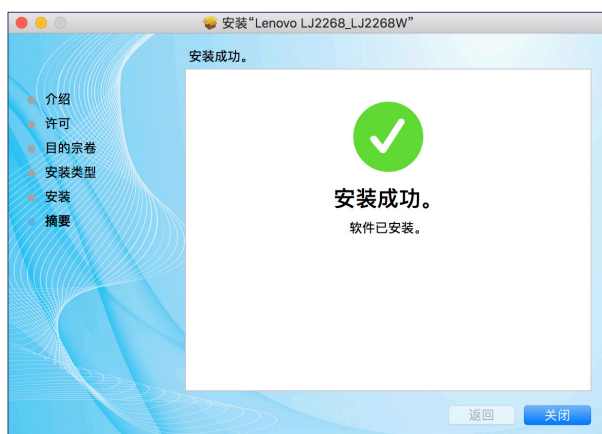 安装“Lenovo LJ2268_LJ2268W”
安装成功。
介绍
许可
目的宗卷
安装类型
安装
摘要
安装成功。
软件已安装。
返回
关闭